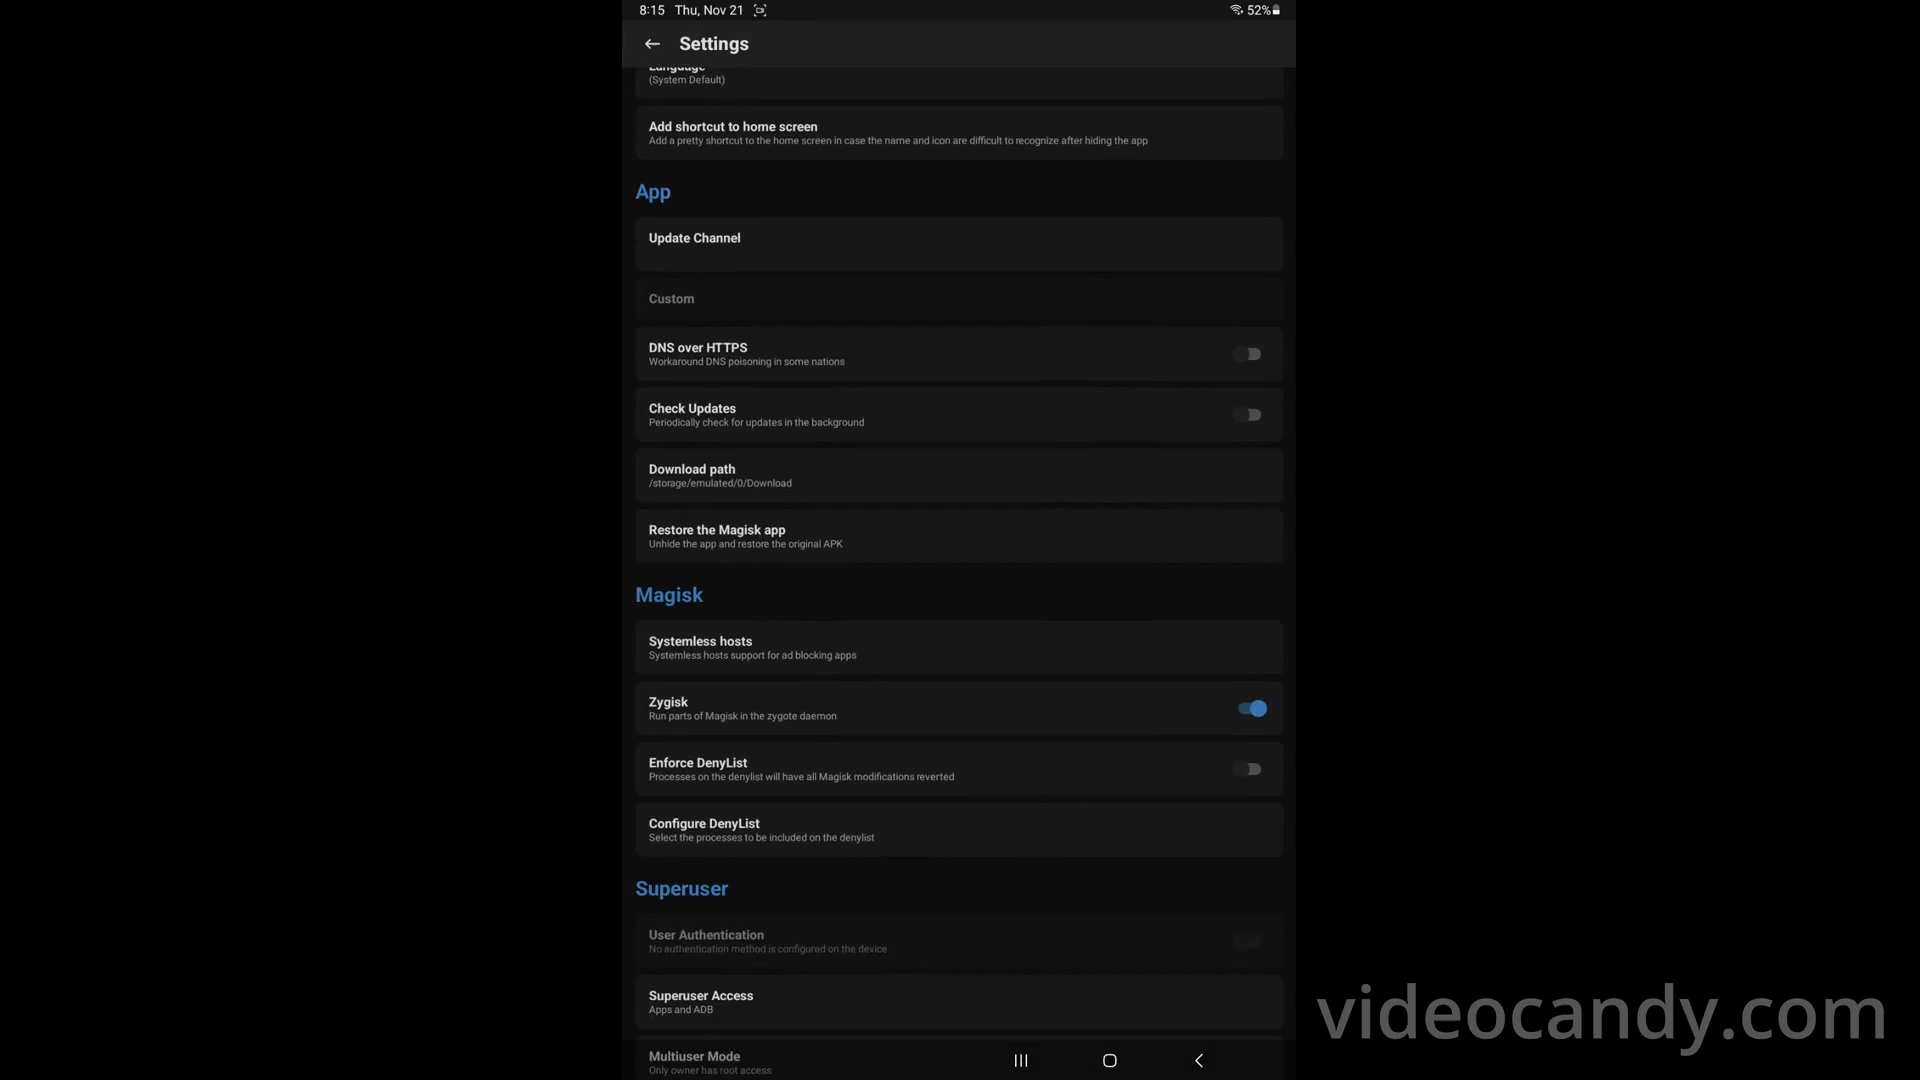 8:15 Thu, Nov 21 52%
Settings
Language
(System Default)
Add shortcut to home screen
Add a pretty shortcut to the home screen in case the name and icon are difficult to recognize after hiding the app
App
Update Channel
Custom
DNS over HTTPS
Workaround DNS poisoning in some nations
Check Updates
Periodically check for updates in the background
Download path
/storage/emulated/0/Download
Restore the Magisk app
Unhide the app and restore the original APK
Magisk
Systemless hosts
Systemless hosts support for ad blocking apps
Zygisk
Run parts of Magisk in the zygote daemon
Enforce DenyList
Processes on the denylist will have all Magisk modifications reverted
Configure DenyList
Select the processes to be included on the denylist
Superuser
User Authentication
No authentication method is configured on the device
Superuser Access
Apps and ADB
Multiuser Mode
Only owner has root access
videocandy.com